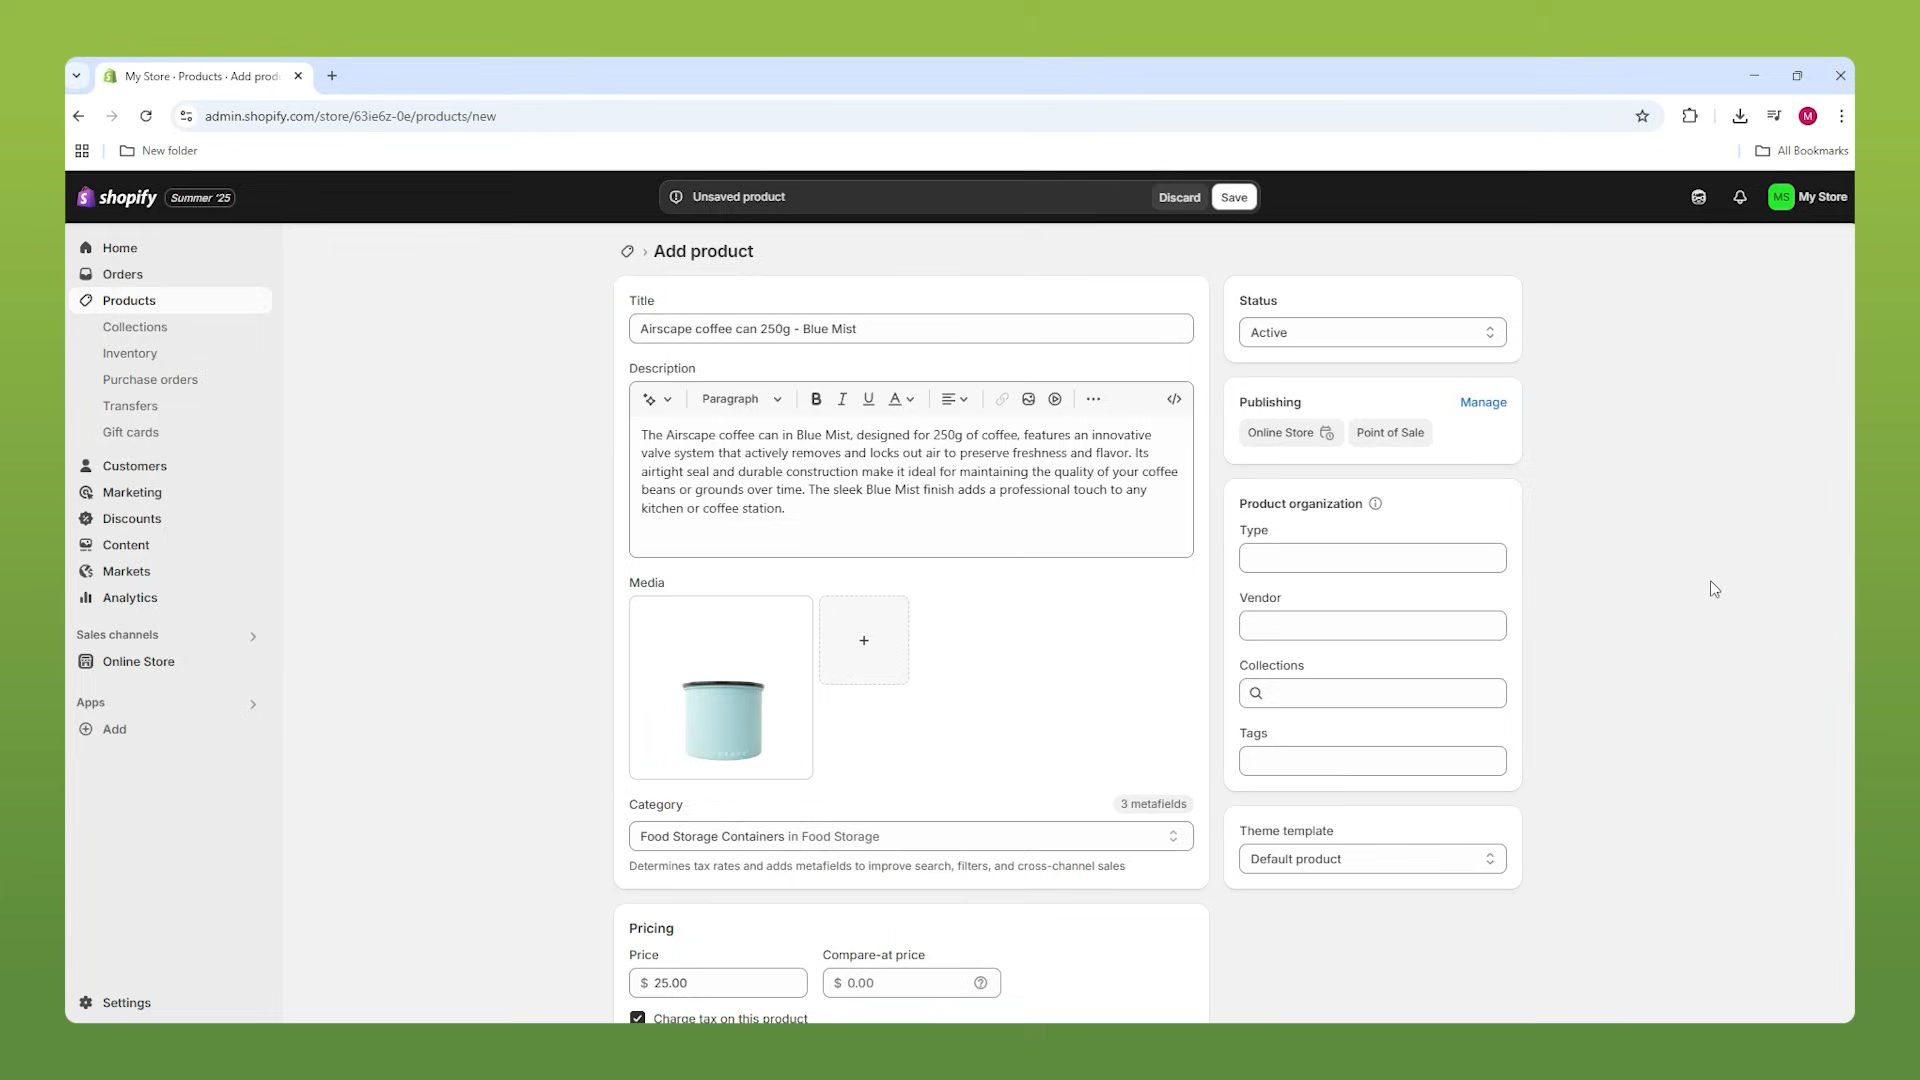 My Store · Products · Add prod
admin.shopify.com/store/63ie6z-0e/products/new
M
New folder
All Bookmarks
shopify
Summer '25
Unsaved product
Discard
Save
MS
My Store
Home
Orders
Products
Collections
Inventory
Purchase orders
Transfers
Gift cards
Customers
Marketing
Discounts
Content
Markets
Analytics
Sales channels
Online Store
Apps
Add
Settings
Add product
Title
Airscape coffee can 250g - Blue Mist
Description
Paragraph
B I U A
The Airscape coffee can in Blue Mist, designed for 250g of coffee, features an innovative
valve system that actively removes and locks out air to preserve freshness and flavor. Its
airtight seal and durable construction make it ideal for maintaining the quality of your coffee
beans or grounds over time. The sleek Blue Mist finish adds a professional touch to any
kitchen or coffee station.
Media
Category
3 metafields
Food Storage Containers in Food Storage
Determines tax rates and adds metafields to improve search, filters, and cross-channel sales
Pricing
Price
Compare-at price
$ 25.00
$ 0.00
Charge tax on this product
Status
Active
Publishing
Manage
Online Store
Point of Sale
Product organization
Type
Vendor
Collections
Tags
Theme template
Default product